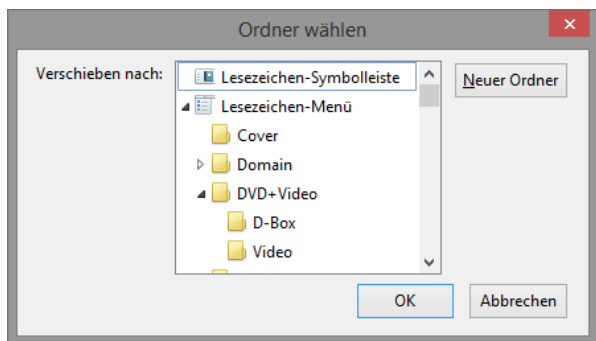 Ordner wählen
Verschieben nach:
Lesezeichen-Symbolleiste
Neuer Ordner
Lesezeichen-Menü
Cover
Domain
DVD+Video
D-Box
Video
OK
Abbrechen